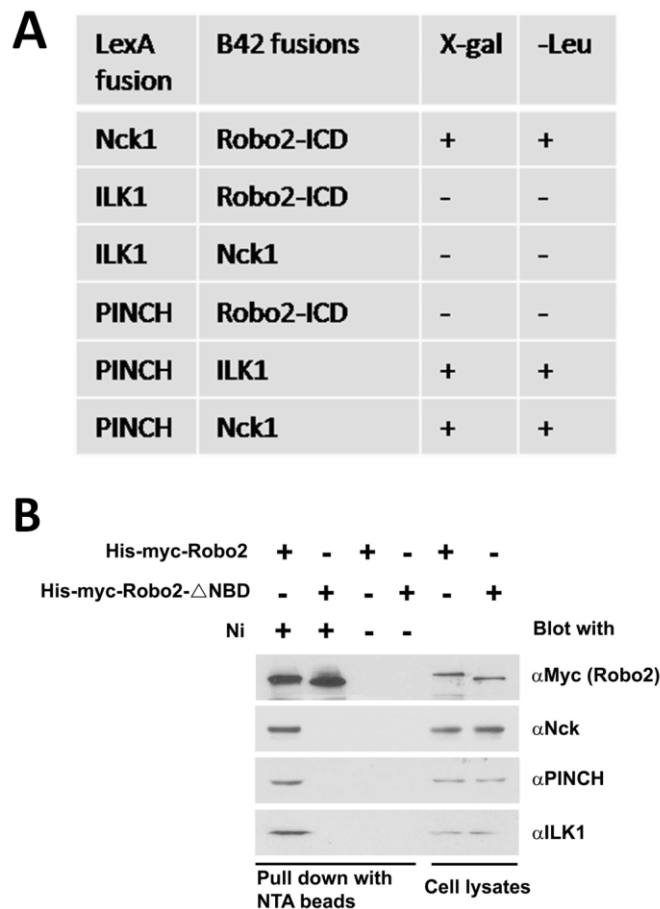 A
LexA fusion B42 fusions X-gal -Leu
Nck1 Robo2-ICD + +
ILK1 Robo2-ICD - -
ILK1 Nck1 - -
PINCH Robo2-ICD - -
PINCH ILK1 + +
PINCH Nck1 + +
B
His-myc-Robo2 + - + - + -
His-myc-Robo2-△NBD - + - + - +
Ni + + - - Blot with
αMyc (Robo2)
αNck
αPINCH
αILK1
Pull down with NTA beads
Cell lysates